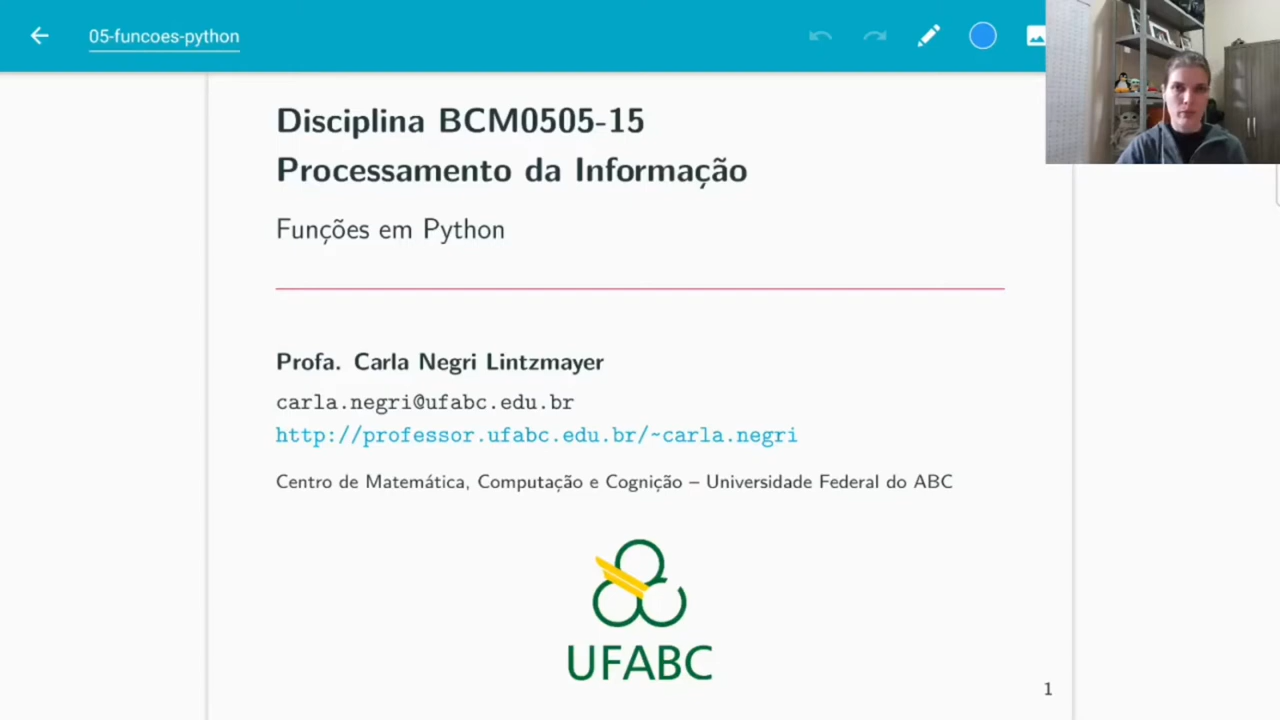 05-funcoes-python
Disciplina BCM0505-15
Processamento da Informação
Funções em Python
Profa. Carla Negri Lintzmayer
carla.negri@ufabc.edu.br
http://professor.ufabc.edu.br/~carla.negri
Centro de Matemática, Computação e Cognição – Universidade Federal do ABC
UFABC
1